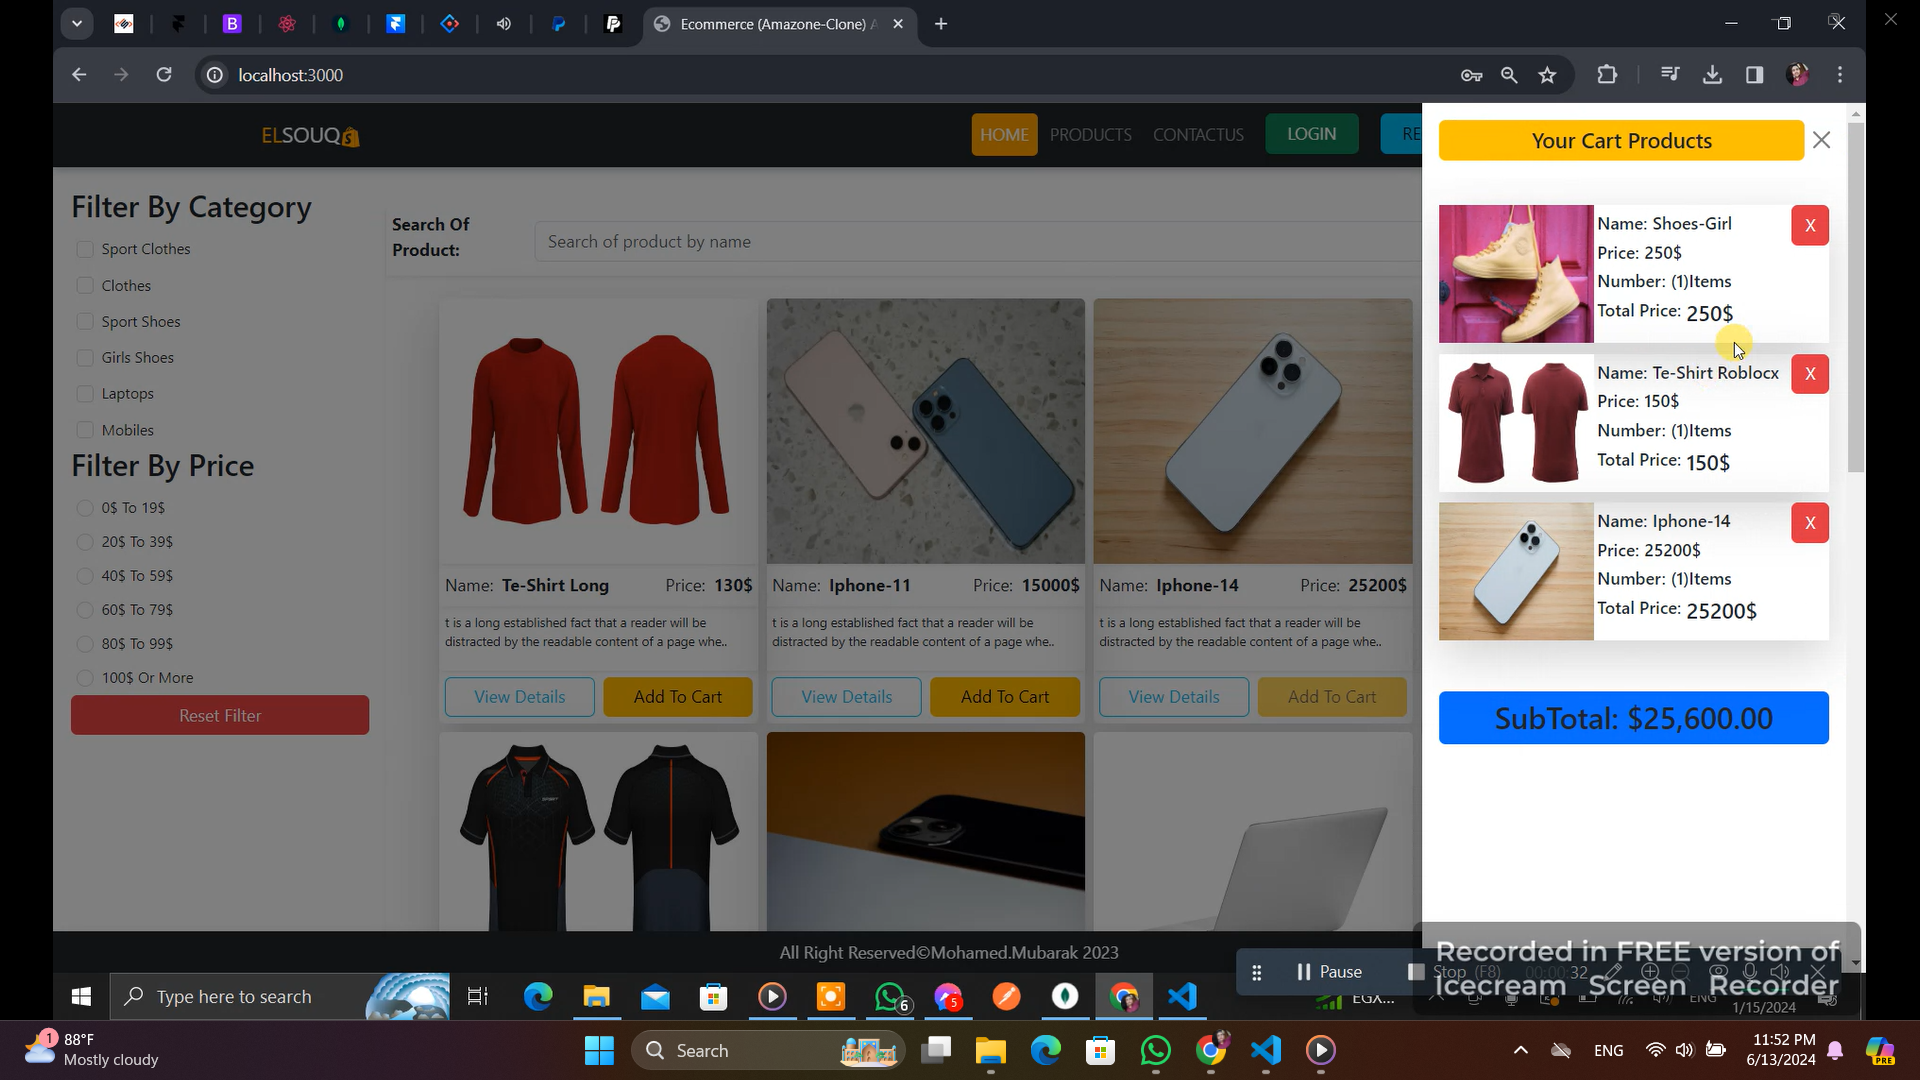 Ecommerce (Amazone-Clone) A
localhost:3000
ELSOUQ
HOME
PRODUCTS
CONTACTUS
LOGIN
RE
Filter By Category
Sport Clothes
Clothes
Sport Shoes
Girls Shoes
Laptops
Mobiles
Filter By Price
0$ To 19$
20$ To 39$
40$ To 59$
60$ To 79$
80$ To 99$
100$ Or More
Reset Filter
Search Of
Product:
Search of product by name
Name: Te-Shirt Long Price: 130$
t is a long established fact that a reader will be
distracted by the readable content of a page whe..
View Details Add To Cart
Name: Iphone-11 Price: 15000$
t is a long established fact that a reader will be
distracted by the readable content of a page whe..
View Details Add To Cart
Name: Iphone-14 Price: 25200$
t is a long established fact that a reader will be
distracted by the readable content of a page whe..
View Details Add To Cart
Your Cart Products
Name: Shoes-Girl X
Price: 250$
Number: (1)Items
Total Price: 250$
Name: Te-Shirt Roblocx X
Price: 150$
Number: (1)Items
Total Price: 150$
Name: Iphone-14 X
Price: 25200$
Number: (1)Items
Total Price: 25200$
SubTotal: $25,600.00
All Right Reserved©Mohamed.Mubarak 2023
Pause
Stop (F8)
Recorded in FREE version of
Icecream Screen Recorder
Type here to search
6
5
EGX...
ENG
1/15/2024
1
88°F
Mostly cloudy
Search
ENG
11:52 PM
6/13/2024
PRE